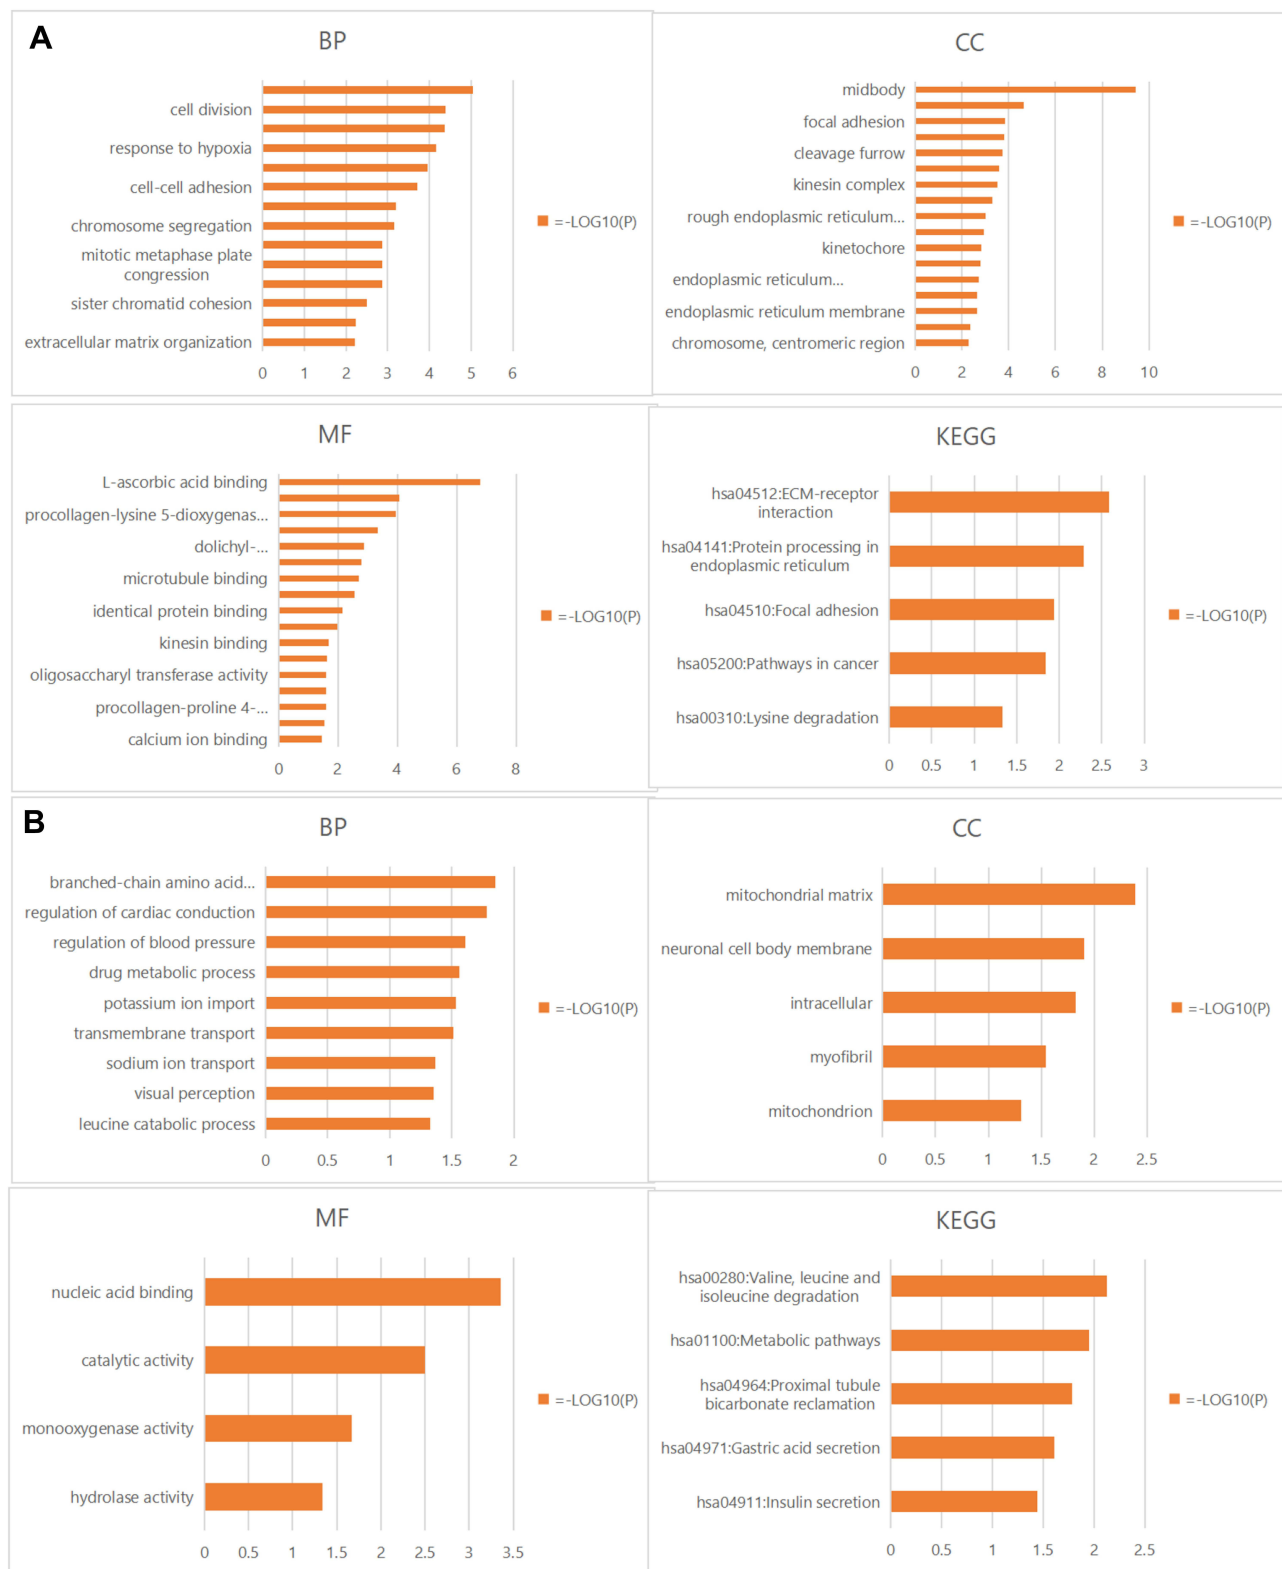 A
BP
cell division
response to hypoxia
cell-cell adhesion
chromosome segregation
mitotic metaphase plate
congression
sister chromatid cohesion
extracellular matrix organization
0 1 2 3 4 5 6
=-LOG10(P)
CC
midbody
focal adhesion
cleavage furrow
kinesin complex
rough endoplasmic reticulum...
kinetochore
endoplasmic reticulum...
endoplasmic reticulum membrane
chromosome, centromeric region
0 2 4 6 8 10
=-LOG10(P)
MF
L-ascorbic acid binding
procollagen-lysine 5-dioxygenas...
dolichyl-...
microtubule binding
identical protein binding
kinesin binding
oligosaccharyl transferase activity
procollagen-proline 4-...
calcium ion binding
0 2 4 6 8
=-LOG10(P)
KEGG
hsa04512:ECM-receptor
interaction
hsa04141:Protein processing in
endoplasmic reticulum
hsa04510:Focal adhesion
hsa05200:Pathways in cancer
hsa00310:Lysine degradation
0 0.5 1 1.5 2 2.5 3
=-LOG10(P)
B
BP
branched-chain amino acid...
regulation of cardiac conduction
regulation of blood pressure
drug metabolic process
potassium ion import
transmembrane transport
sodium ion transport
visual perception
leucine catabolic process
0 0.5 1 1.5 2
=-LOG10(P)
CC
mitochondrial matrix
neuronal cell body membrane
intracellular
myofibril
mitochondrion
0 0.5 1 1.5 2 2.5
=-LOG10(P)
MF
nucleic acid binding
catalytic activity
monooxygenase activity
hydrolase activity
0 0.5 1 1.5 2 2.5 3 3.5
=-LOG10(P)
KEGG
hsa00280:Valine, leucine and
isoleucine degradation
hsa01100:Metabolic pathways
hsa04964:Proximal tubule
bicarbonate reclamation
hsa04971:Gastric acid secretion
hsa04911:Insulin secretion
0 0.5 1 1.5 2 2.5
=-LOG10(P)